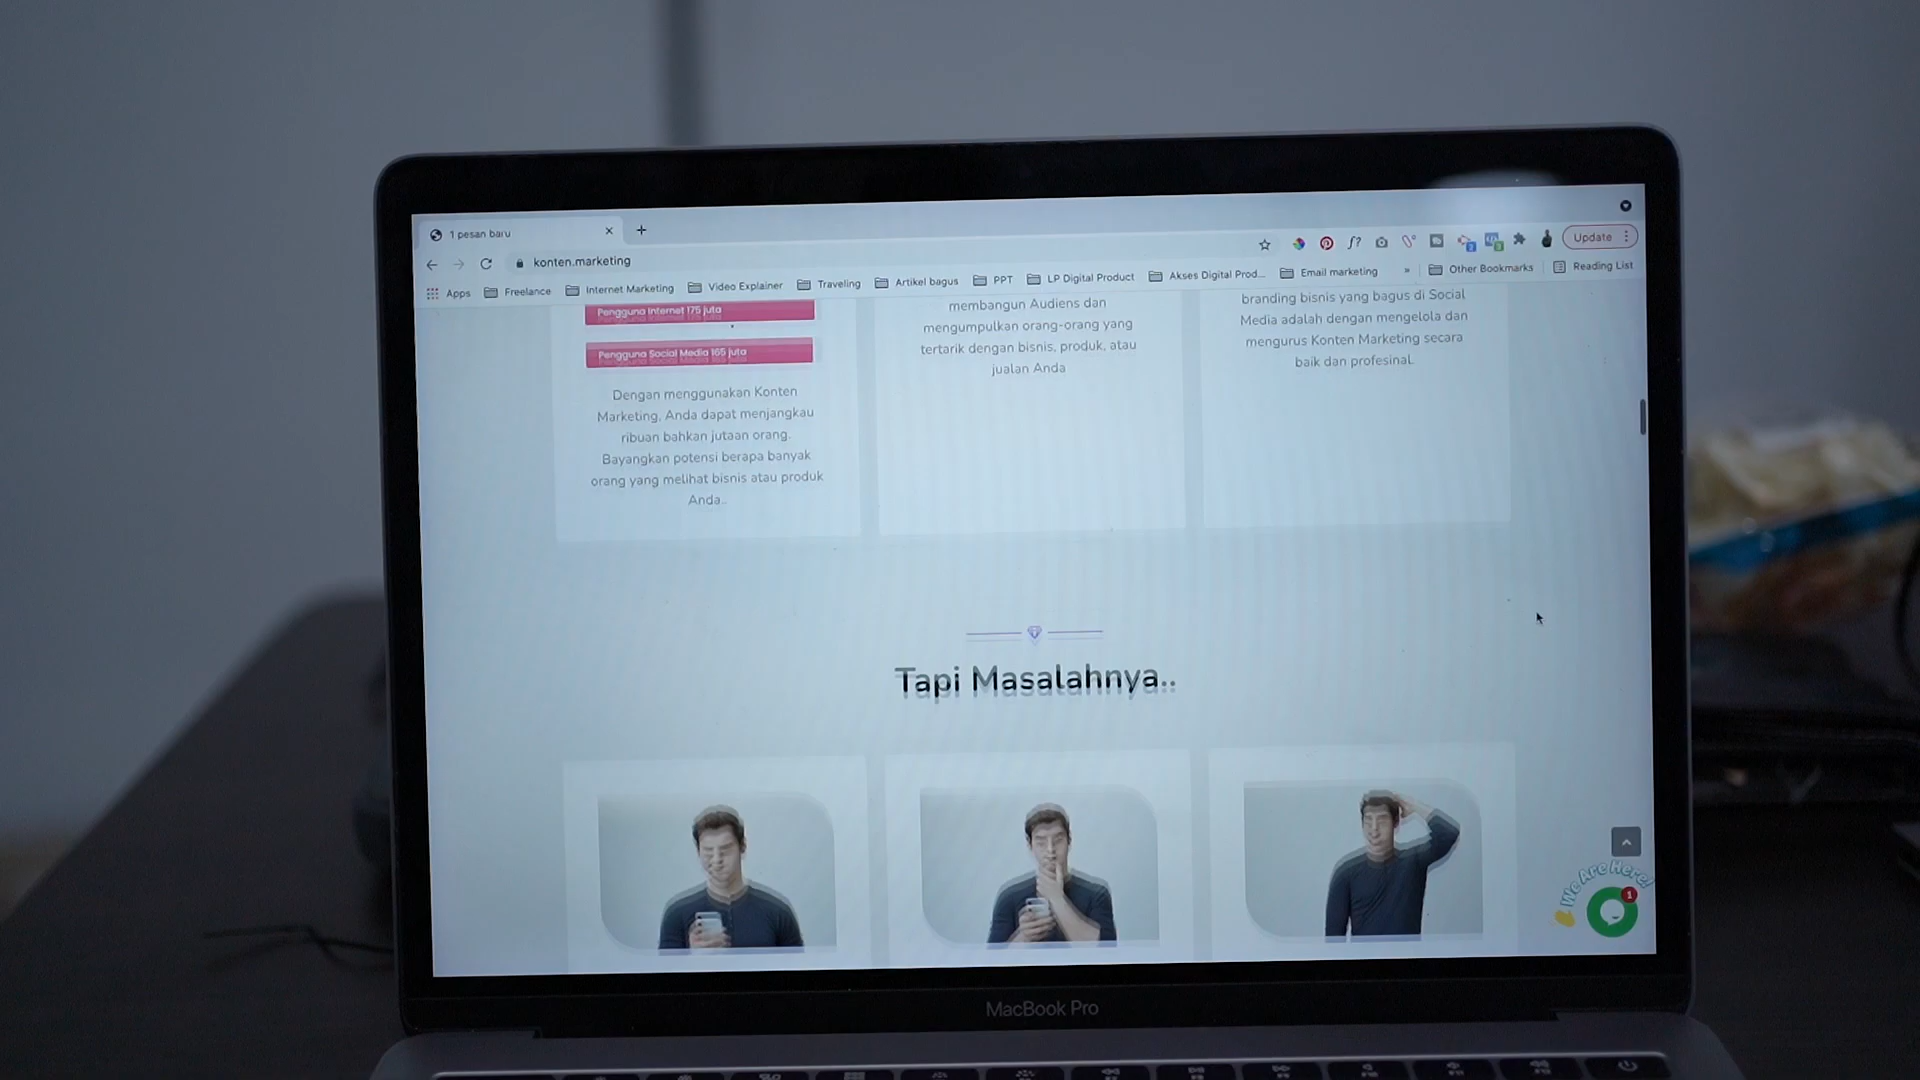 1 pesan baru
konten.marketing
Update
Apps
Freelance
Internet Marketing
Video Explainer
Traveling
Artikel bagus
PPT
LP Digital Product
Akses Digital Prod...
Email marketing
»
Other Bookmarks
Reading List
Pengguna Internet 175 juta
Pengguna Social Media 165 juta
Dengan menggunakan Konten
Marketing, Anda dapat menjangkau
ribuan bahkan jutaan orang.
Bayangkan potensi berapa banyak
orang yang melihat bisnis atau produk
Anda..
membangun Audiens dan
mengumpulkan orang-orang yang
tertarik dengan bisnis, produk, atau
jualan Anda
branding bisnis yang bagus di Social
Media adalah dengan mengelola dan
mengurus Konten Marketing secara
baik dan profesinal.
Tapi Masalahnya..
We Are Here!
1
MacBook Pro